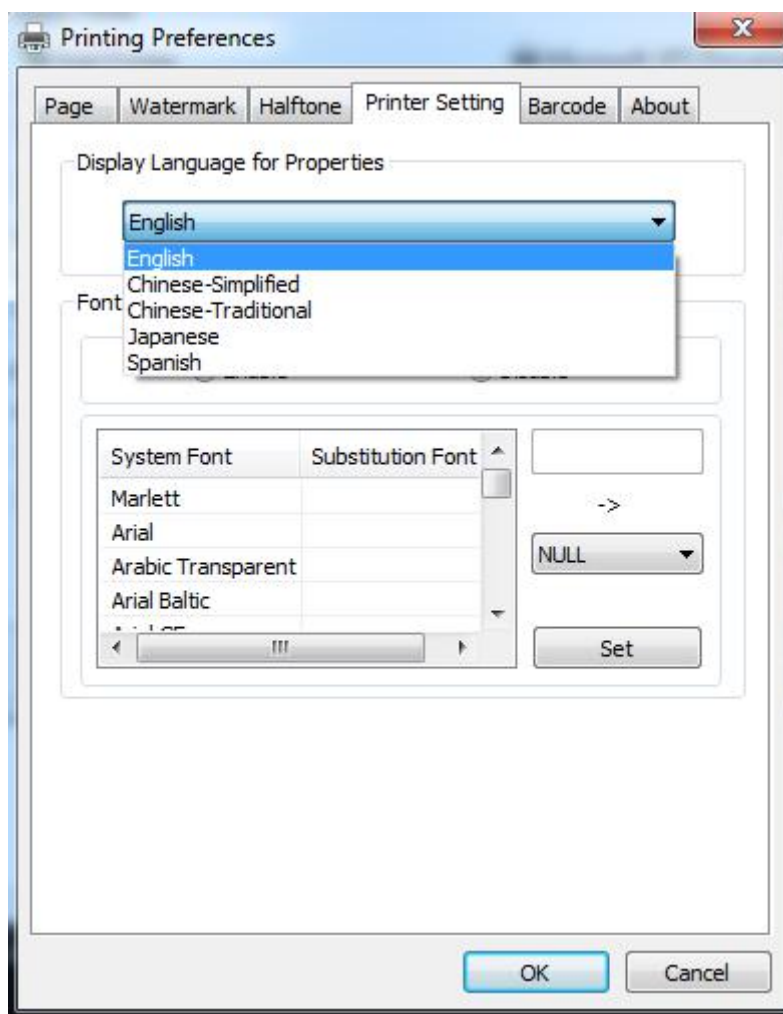 Printing Preferences
Page Watermark Halftone Printer Setting Barcode About
Display Language for Properties
English
English
Chinese-Simplified
Font
Chinese-Traditional
Japanese
Spanish
System Font Substitution Font
Marlett
->
Arial
Arabic Transparent NULL
Arial Baltic
Set
OK Cancel